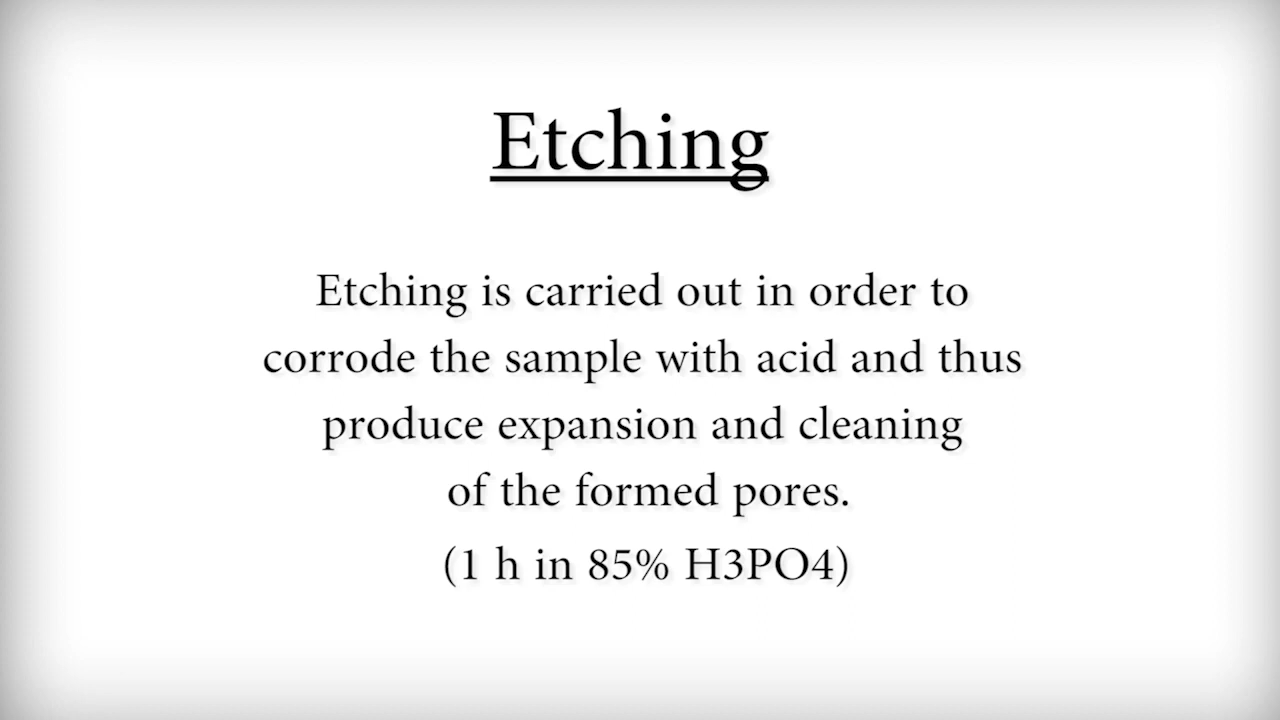 Etching
Etching is carried out in order to
corrode the sample with acid and thus
produce expansion and cleaning
of the formed pores.
(1 h in 85% H3PO4)